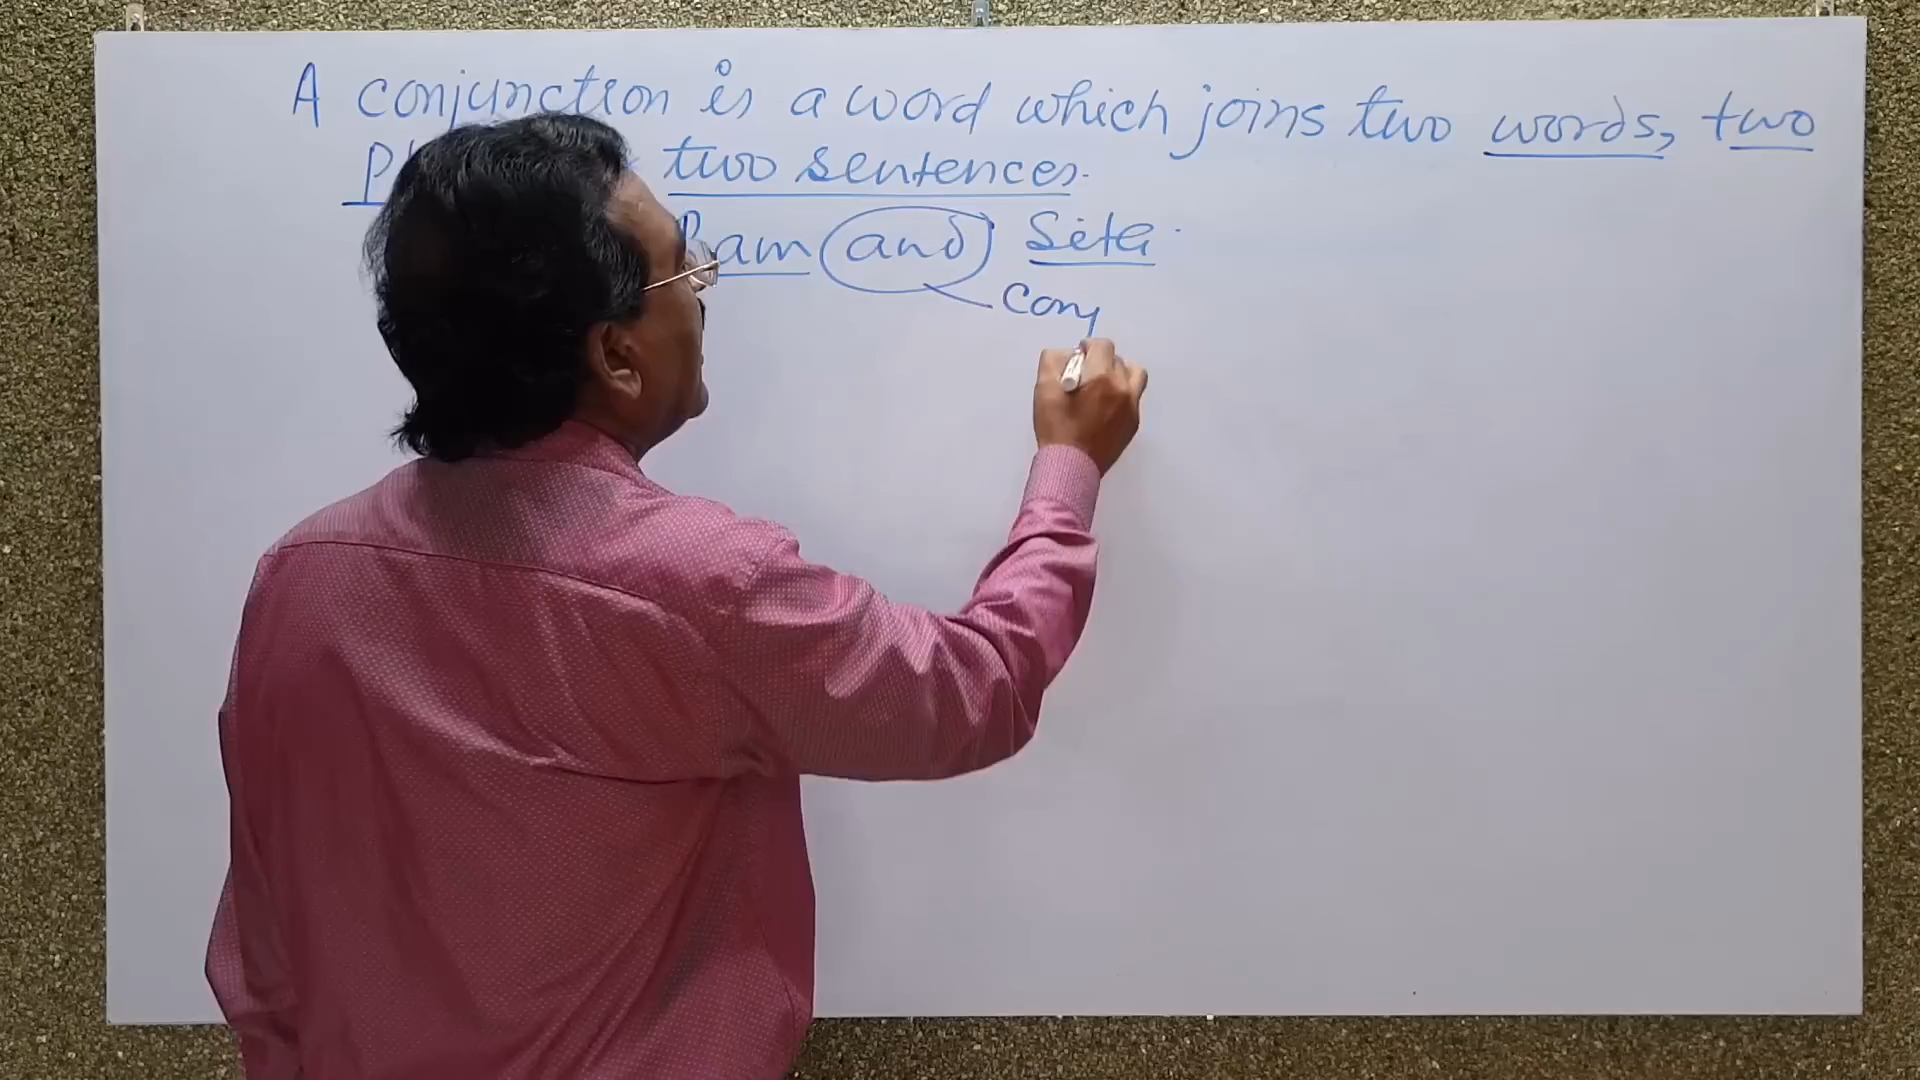 A conjunction is a word which joins two words, two
two sentences.
Ram and Sita.
Conj